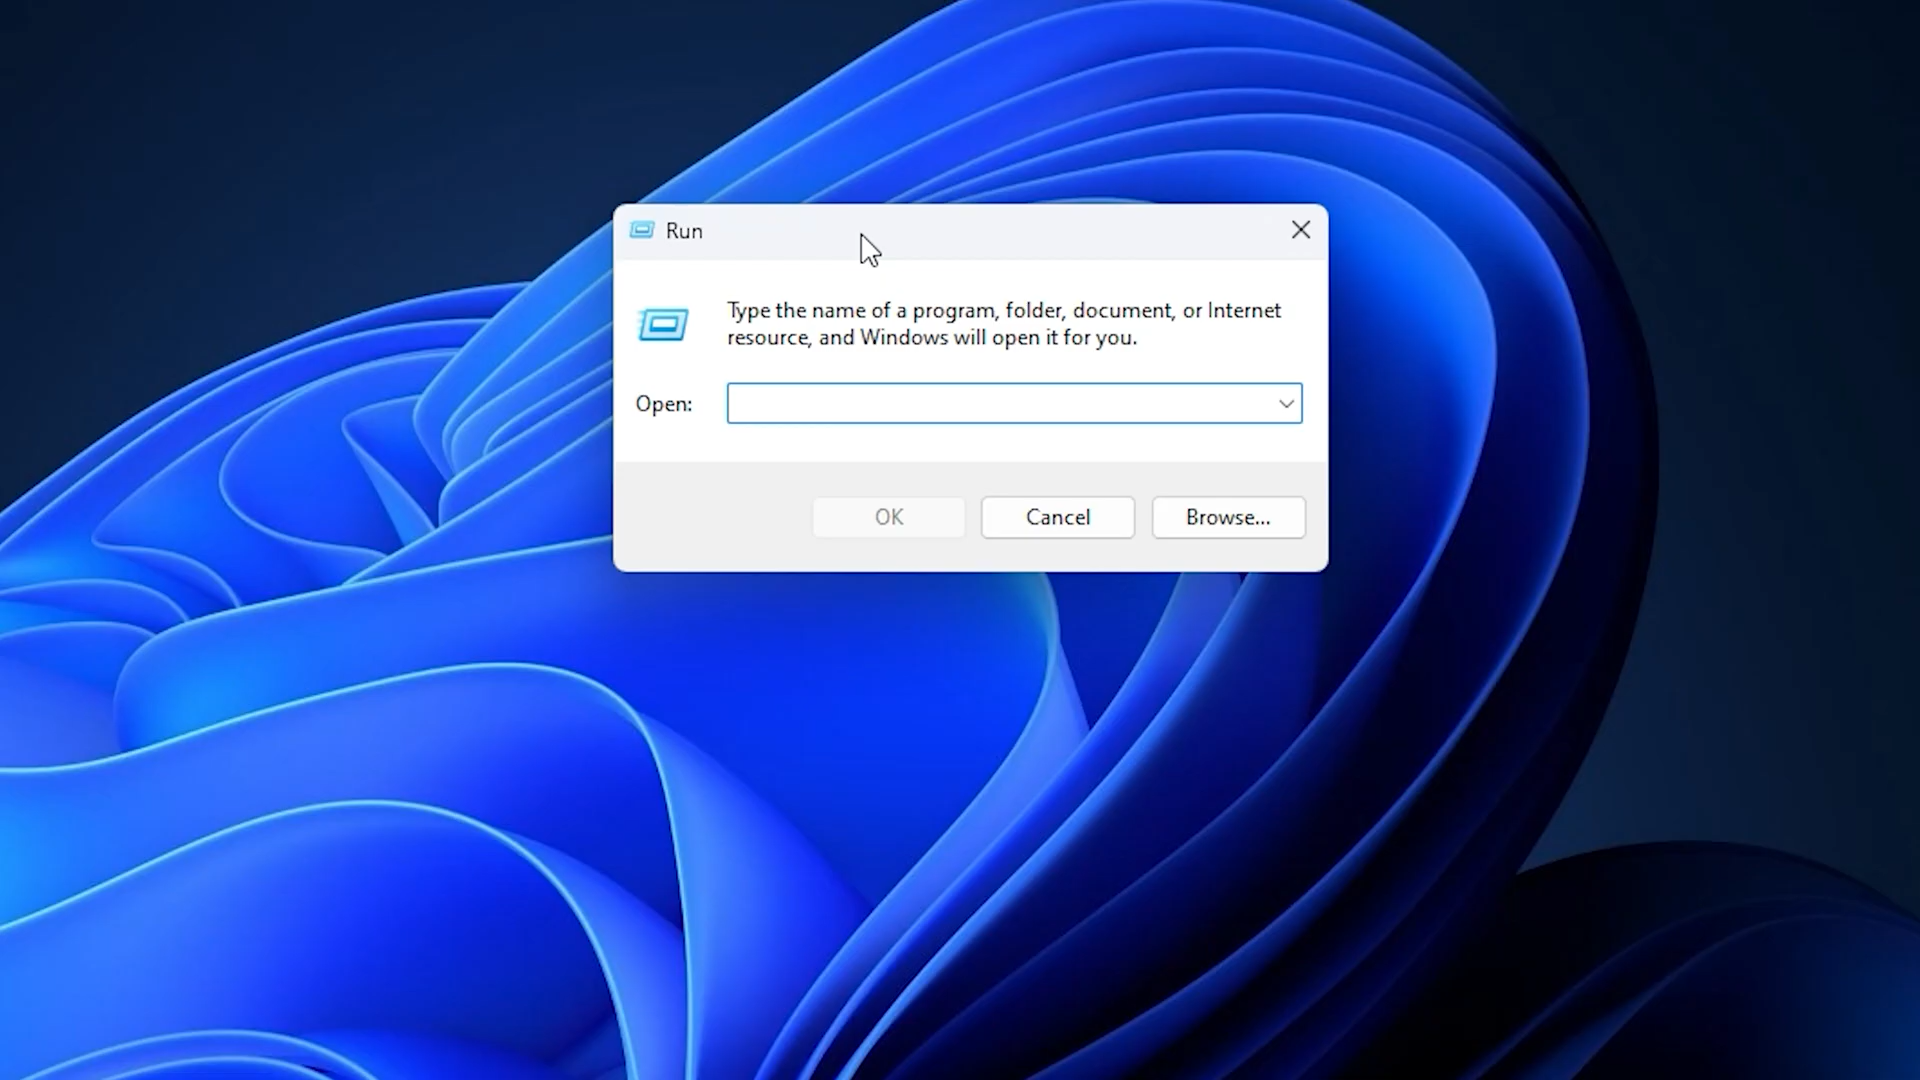 Run
Type the name of a program, folder, document, or Internet
resource, and Windows will open it for you.
Open:
OK
Cancel
Browse...